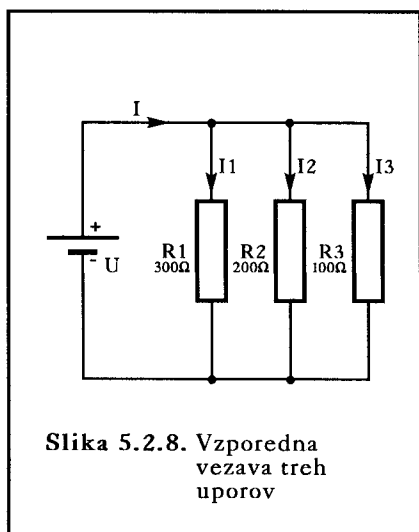 I
I1 I2 I3
+
- U
R1 R2 R3
300Ω 200Ω 100Ω
Slika 5.2.8. Vzporedna
vezava treh
uporov